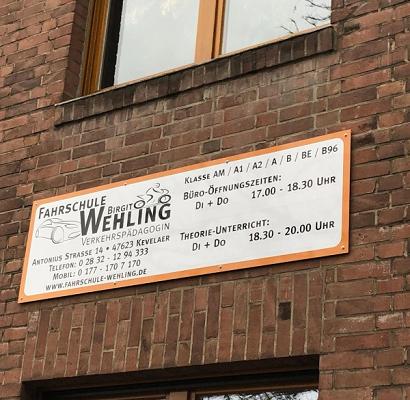 Fahrschule
Birgit
Wehling
Verkehrspädagogin
Antonius Strasse 14 • 47623 Kevelaer
Telefon: 0 28 32 - 12 94 333
Mobil: 0 177 - 170 7 170
www.fahrschule-wehling.de
Klasse AM / A1 / A2 / A / B / BE / B96
Büro-Öffnungszeiten:
Di + Do 17.00 - 18.30 Uhr
Theorie-Unterricht:
Di + Do 18.30 - 20.00 Uhr